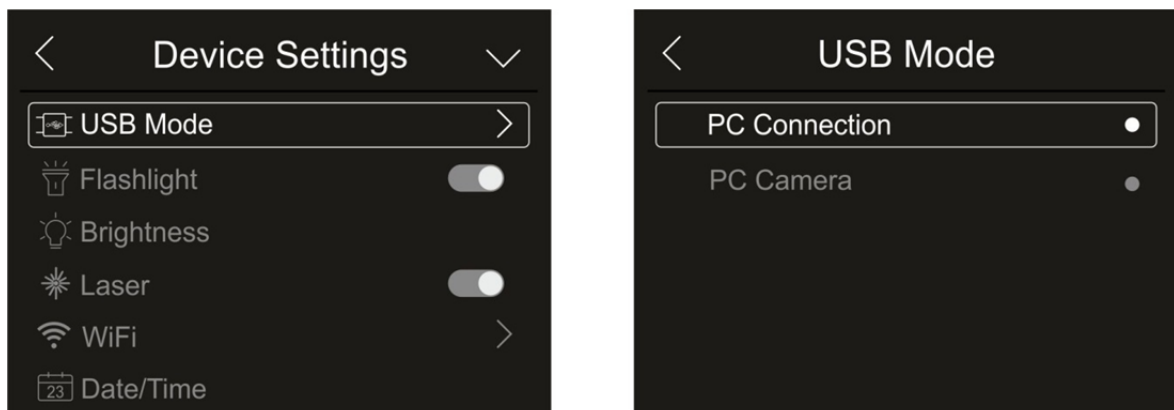 Device Settings
USB Mode
Flashlight
Brightness
Laser
WiFi
23 Date/Time
USB Mode
PC Connection
PC Camera